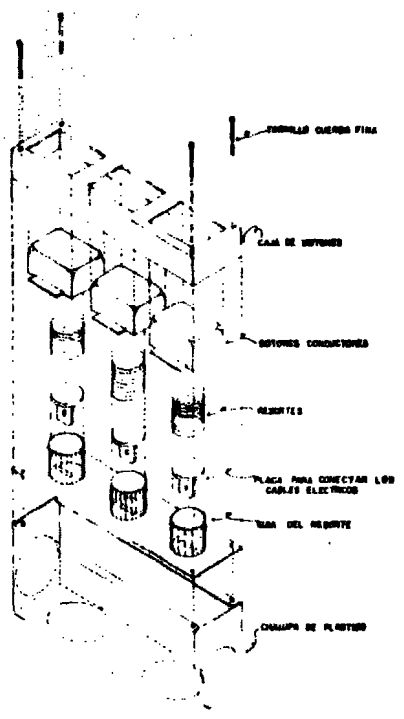 TORNILLO CUERDA FINA
CAJA DE BOTONES
BOTONES CONDUCTORES
RESORTES
PLACA PARA CONECTAR LOS
CABLES ELECTRICOS
GUIA DEL RESORTE
CHAUAPA DE PLASTICO